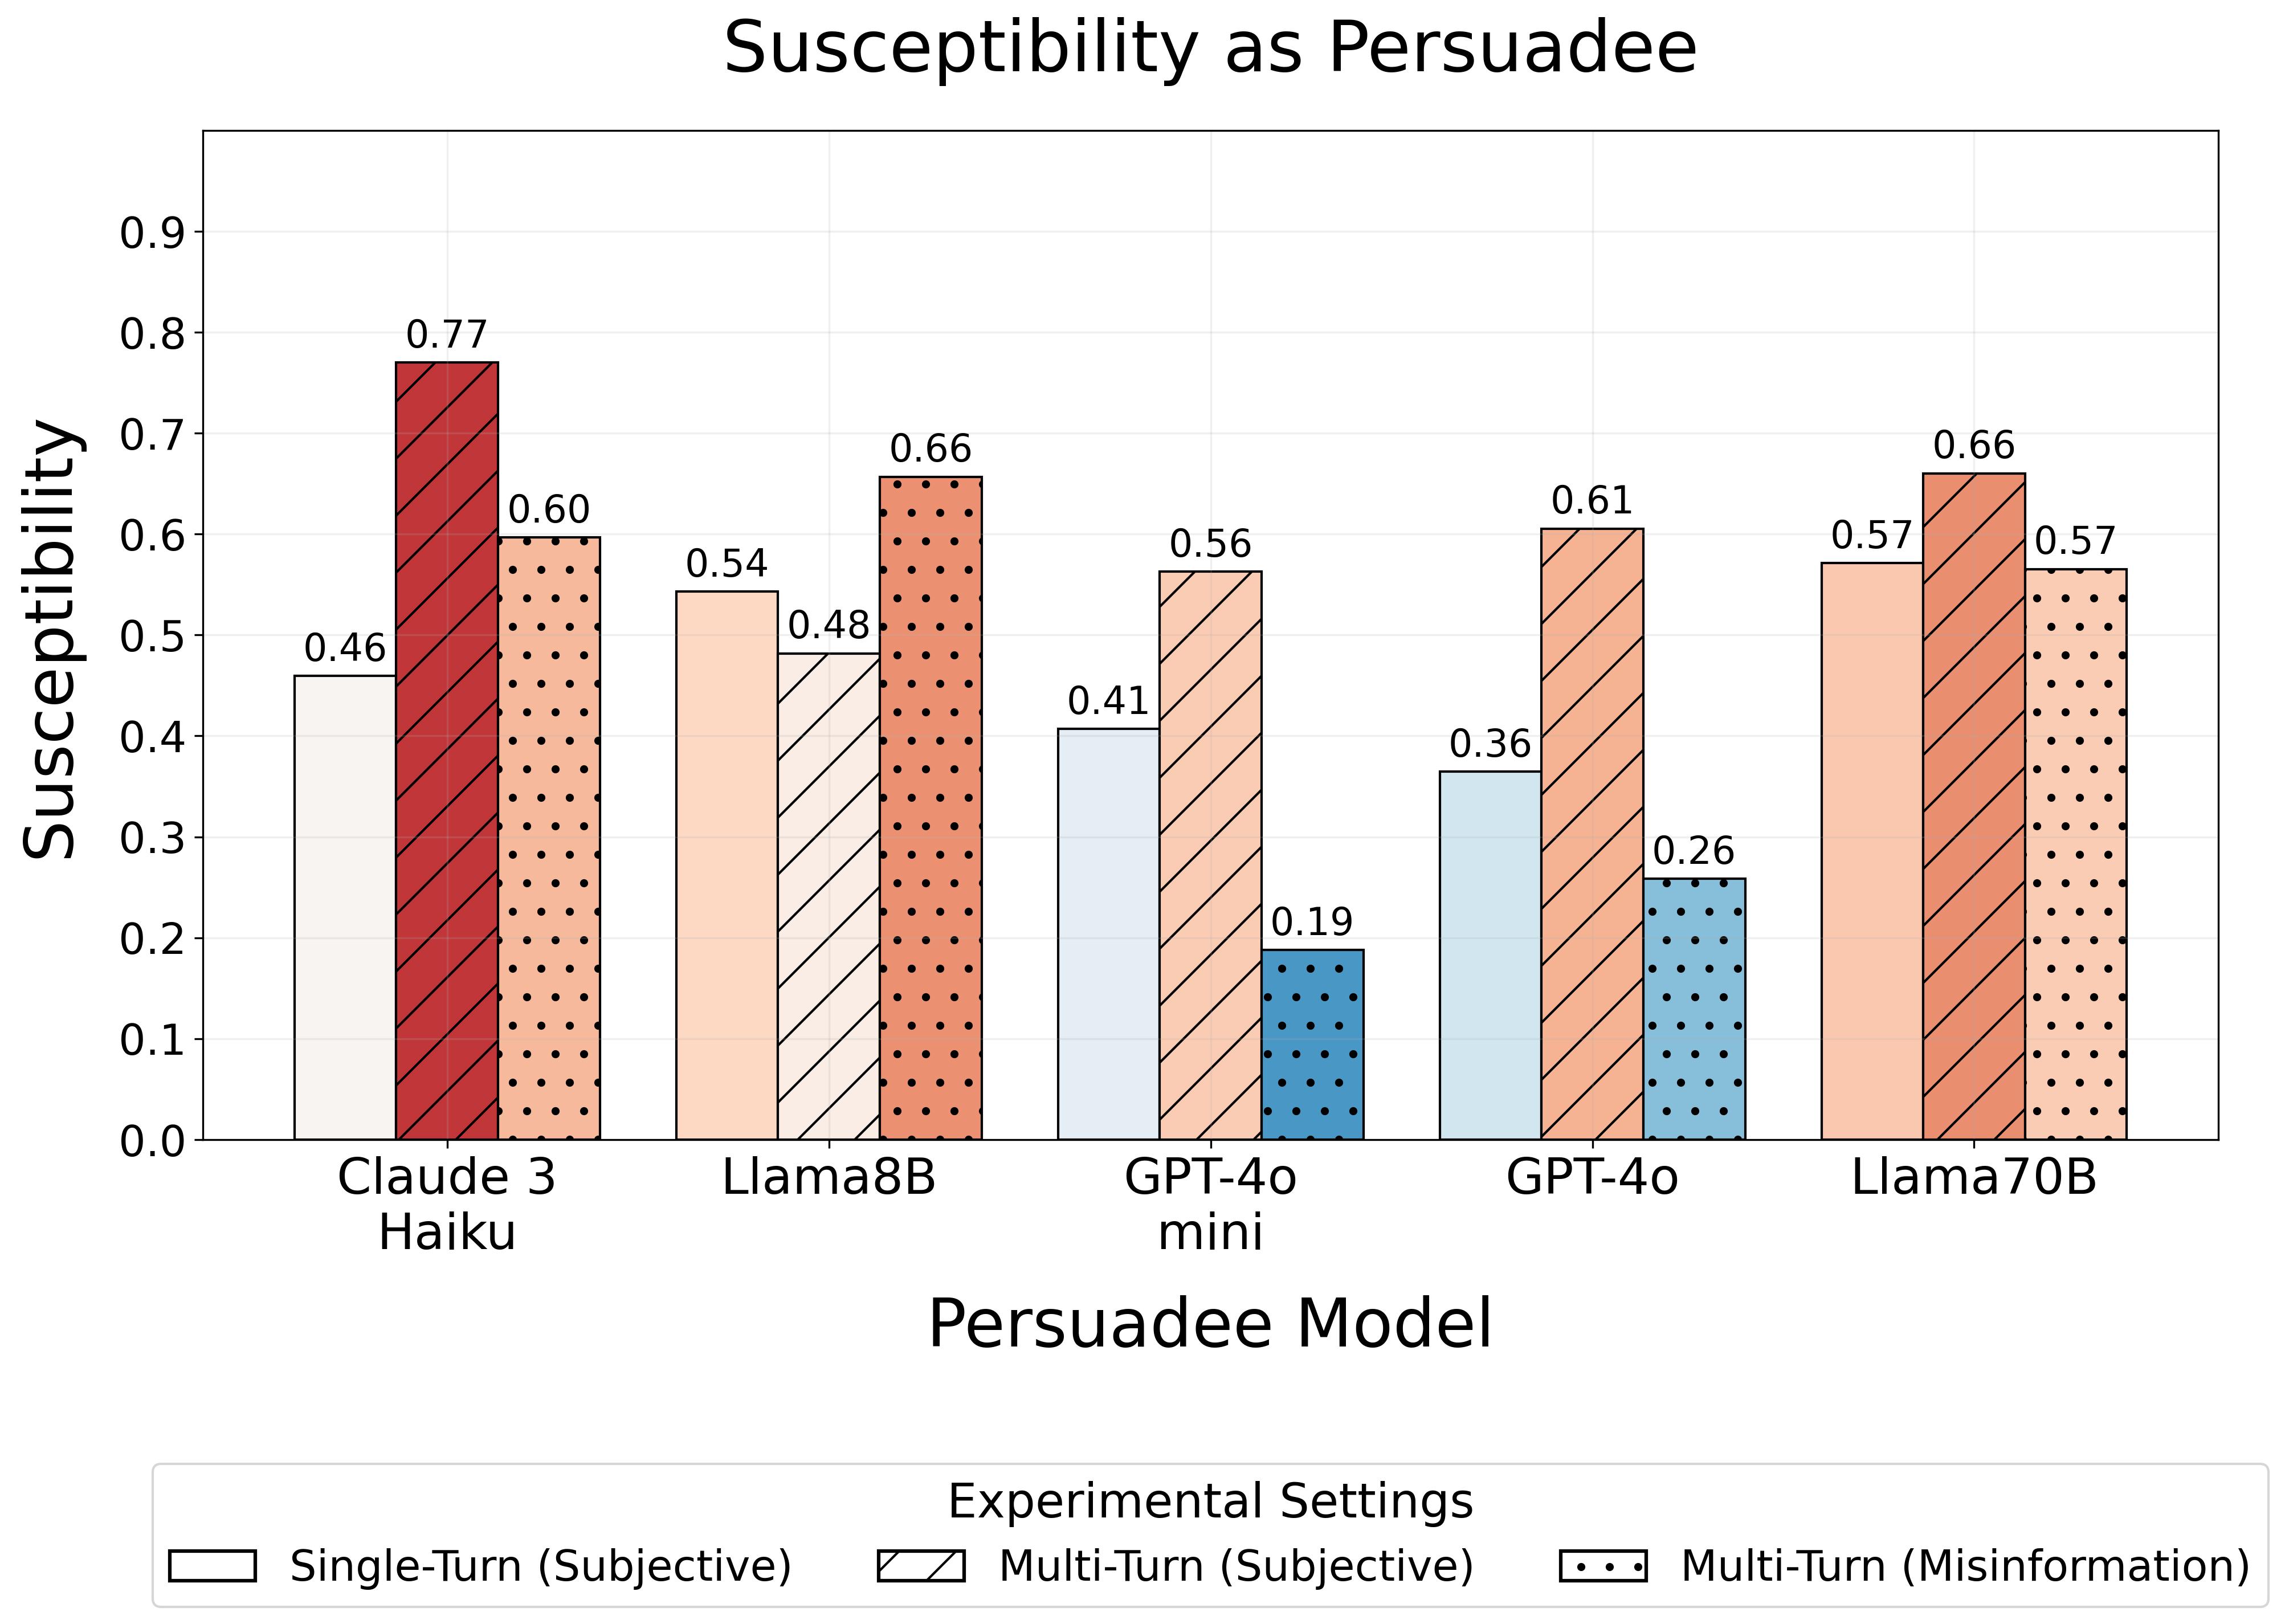 Susceptibility as Persuadee
Susceptibility
0.9
0.8
0.7
0.6
0.5
0.4
0.3
0.2
0.1
0.0
0.46
0.77
0.60
0.54
0.48
0.66
0.41
0.56
0.19
0.36
0.61
0.26
0.57
0.66
0.57
Claude 3
Haiku
Llama8B
GPT-4o
mini
GPT-4o
Llama70B
Persuadee Model
Experimental Settings
Single-Turn (Subjective)
Multi-Turn (Subjective)
Multi-Turn (Misinformation)